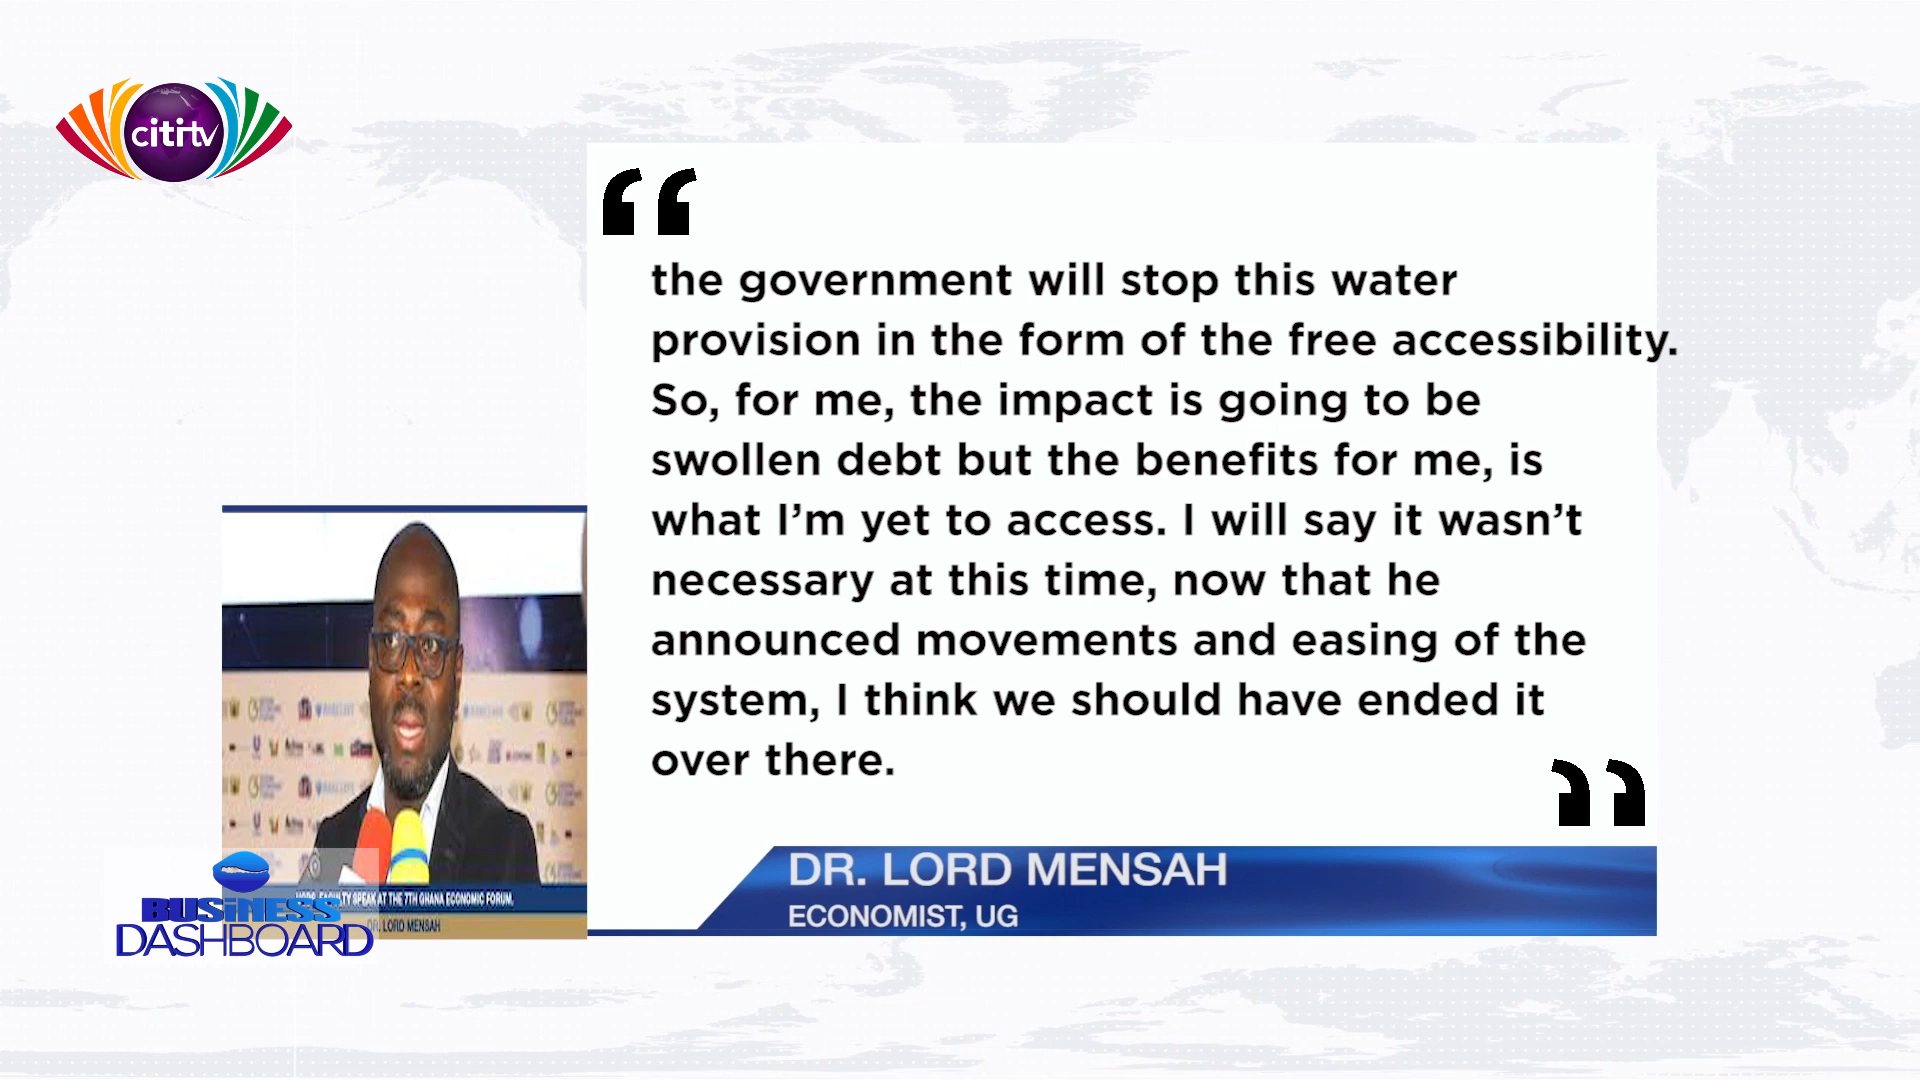 cititv
the government will stop this water
provision in the form of the free accessibility.
So, for me, the impact is going to be
swollen debt but the benefits for me, is
what I’m yet to access. I will say it wasn’t
necessary at this time, now that he
announced movements and easing of the
system, I think we should have ended it
over there.
DR. LORD MENSAH
ECONOMIST, UG
SPEAK AT THE 7TH GHANA ECONOMIC FORUM.
DR. LORD MENSAH
BUSINESS
DASHBOARD